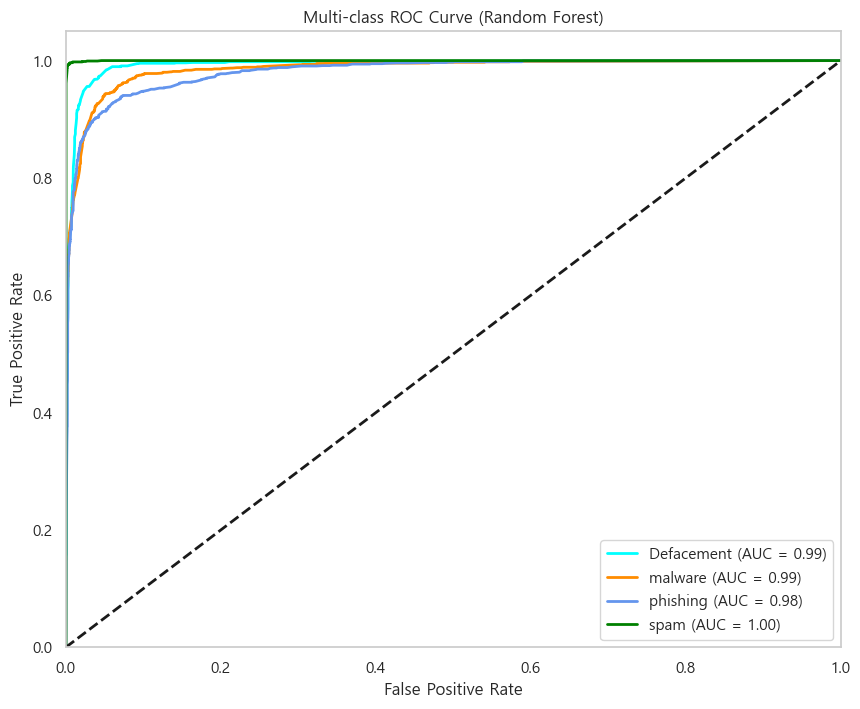 Multi-class ROC Curve (Random Forest)
True Positive Rate
1.0
0.8
0.6
0.4
0.2
0.0
0.0 0.2 0.4 0.6 0.8 1.0
False Positive Rate
Defacement (AUC = 0.99)
malware (AUC = 0.99)
phishing (AUC = 0.98)
spam (AUC = 1.00)